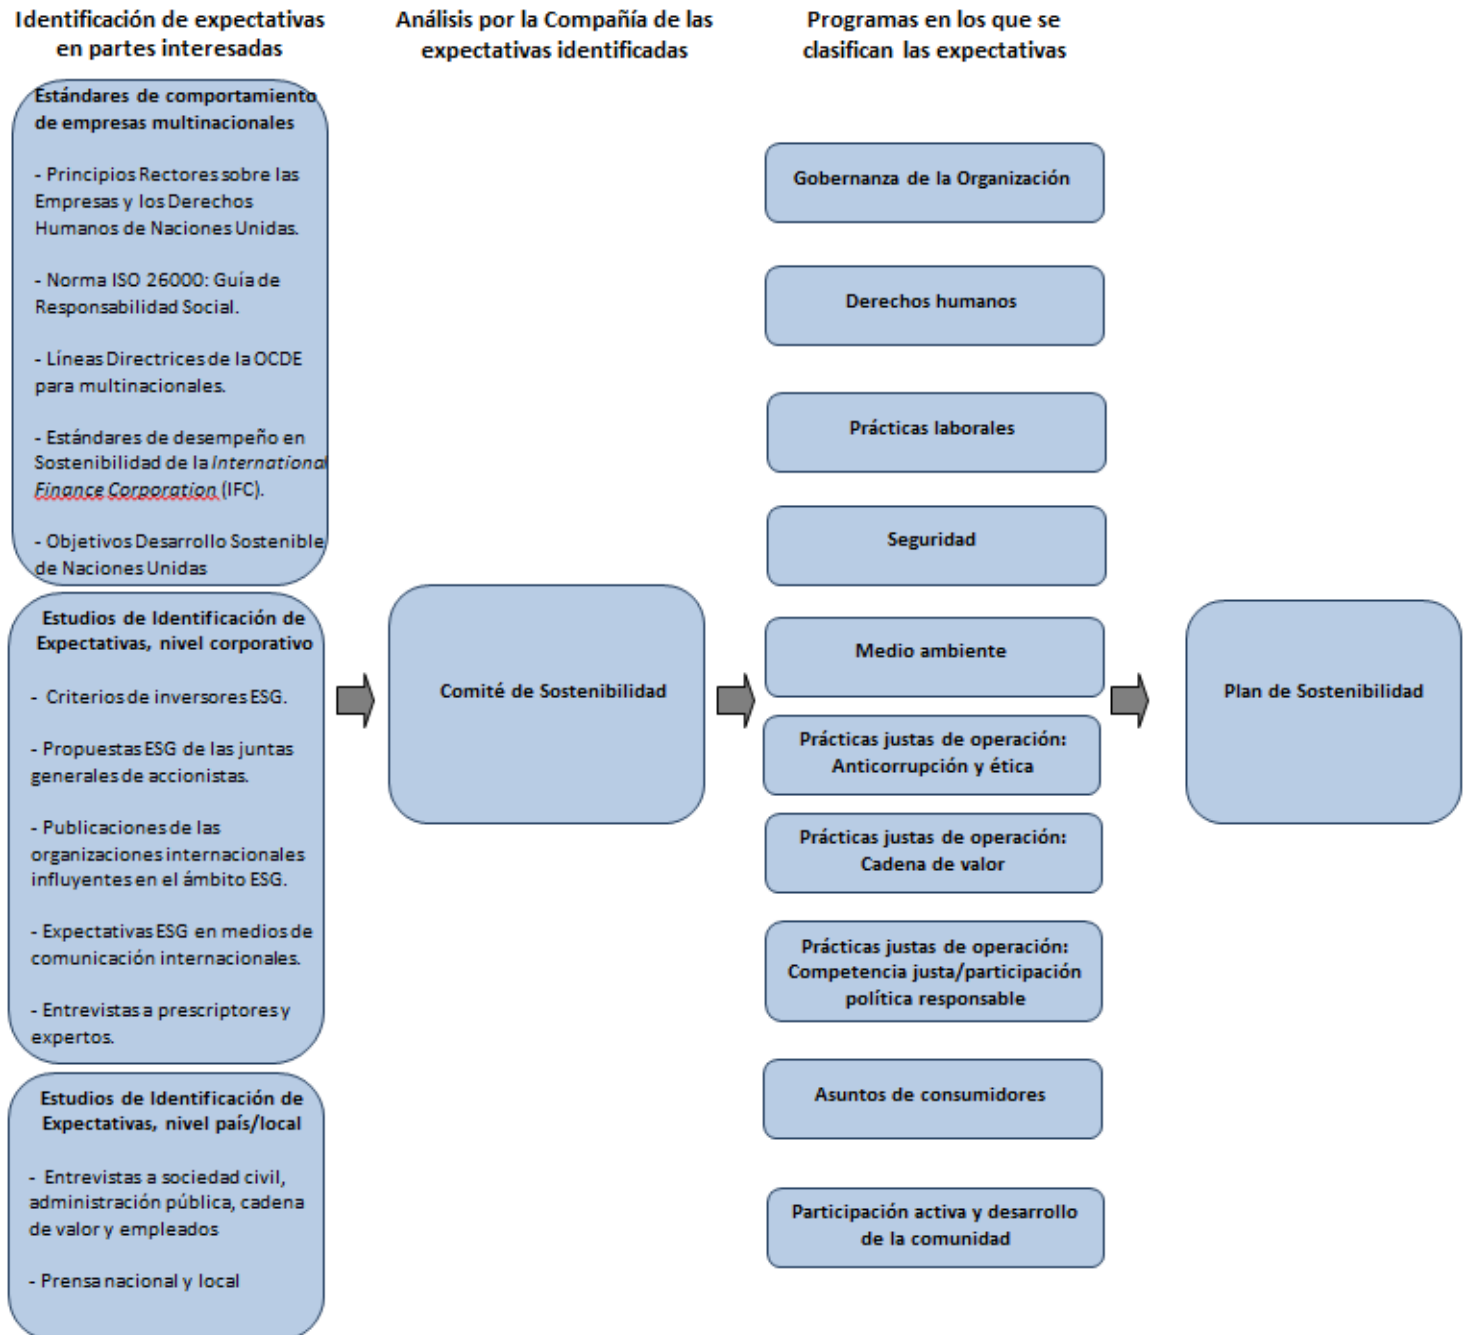 Identificación de expectativas
en partes interesadas
Análisis por la Compañía de las
expectativas identificadas
Programas en los que se
clasifican las expectativas
Estándares de comportamiento
de empresas multinacionales
- Principios Rectores sobre las
Empresas y los Derechos
Humanos de Naciones Unidas.
- Norma ISO 26000: Guía de
Responsabilidad Social.
- Líneas Directrices de la OCDE
para multinacionales.
- Estándares de desempeño en
Sostenibilidad de la International
Finance Corporation (IFC).
- Objetivos Desarrollo Sostenible
de Naciones Unidas
Estudios de Identificación de
Expectativas, nivel corporativo
- Criterios de inversores ESG.
- Propuestas ESG de las juntas
generales de accionistas.
- Publicaciones de las
organizaciones internacionales
influyentes en el ámbito ESG.
- Expectativas ESG en medios de
comunicación internacionales.
- Entrevistas a prescriptores y
expertos.
Estudios de Identificación de
Expectativas, nivel país/local
- Entrevistas a sociedad civil,
administración pública, cadena
de valor y empleados
- Prensa nacional y local
Comité de Sostenibilidad
Gobernanza de la Organización
Derechos humanos
Prácticas laborales
Seguridad
Medio ambiente
Prácticas justas de operación:
Anticorrupción y ética
Prácticas justas de operación:
Cadena de valor
Prácticas justas de operación:
Competencia justa/participación
política responsable
Asuntos de consumidores
Participación activa y desarrollo
de la comunidad
Plan de Sostenibilidad